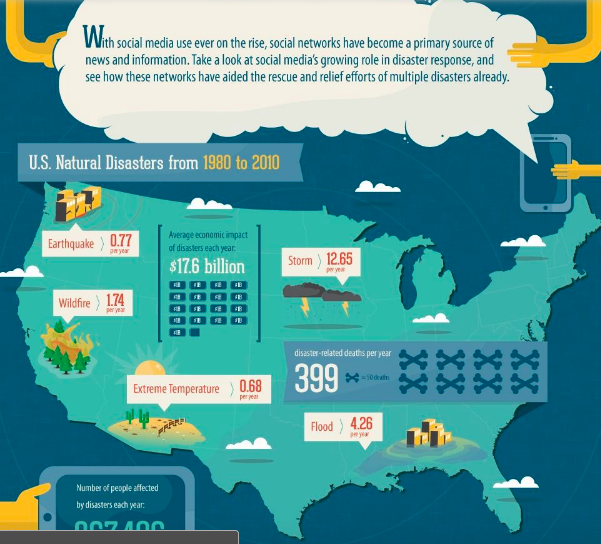 With social media use ever on the rise, social networks have become a primary source of
news and information. Take a look at social media's growing role in disaster response, and
see how these networks have aided the rescue and relief efforts of multiple disasters already.
U.S. Natural Disasters from 1980 to 2010
Earthquake 0.77
per year
Average economic impact
of disasters each year:
$17.6 billion
Storm 12.65
per year
Wildfire 1.74
per year
disaster-related deaths per year
399
= 50 deaths
Extreme Temperature 0.68
per year
Flood 4.26
per year
Number of people affected
by disasters each year: